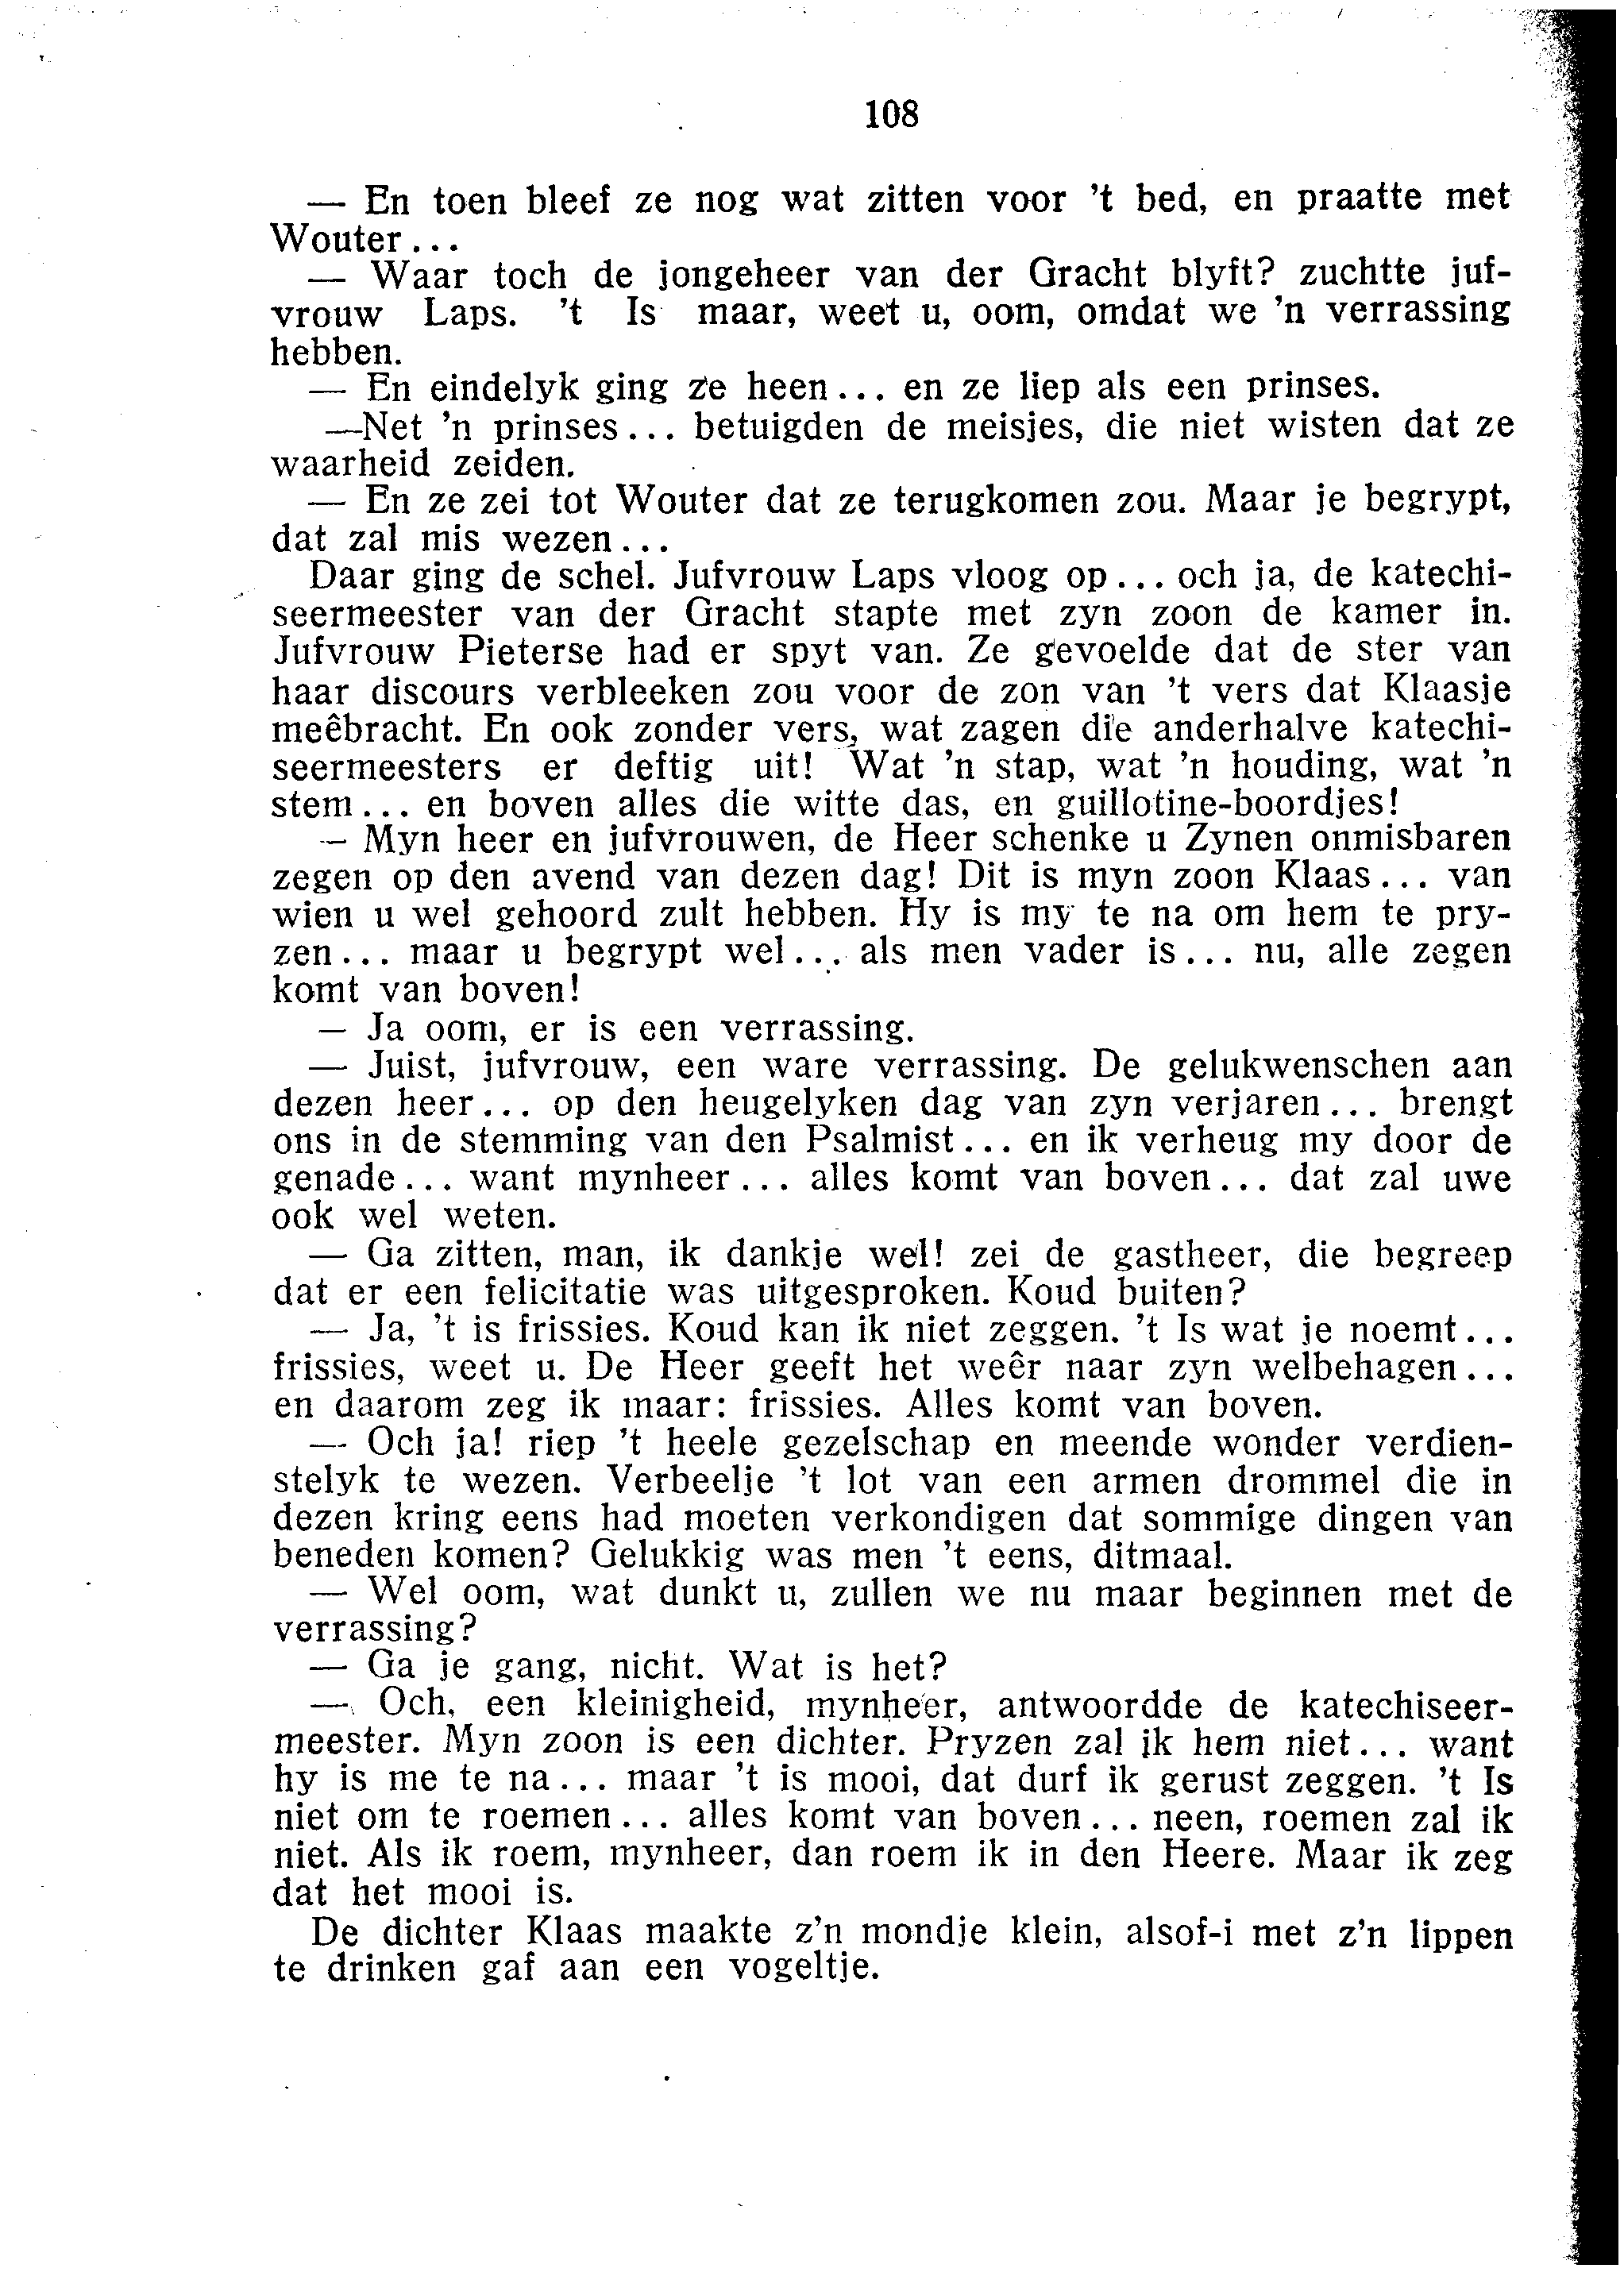 108
— En toen bleef ze nog wat zitten voor 't bed, en praatte met
Wouter...
— Waar toch de jongeheer van der Gracht blyft? zuchtte juf-
vrouw Laps. 't Is maar, weet u, oom, omdat we 'n verrassing
hebben.
— En eindelyk ging ze heen... en ze liep als een prinses.
—Net 'n prinses... betuigden de meisjes, die niet wisten dat ze
waarheid zeiden.
— En ze zei tot Wouter dat ze terugkomen zou. Maar je begrypt,
dat zal mis wezen...
Daar ging de schel. Jufvrouw Laps vloog op... och ja, de katechi-
seermeester van der Gracht stapte met zyn zoon de kamer in.
Jufvrouw Pieterse had er spyt van. Ze gevoelde dat de ster van
haar discours verbleeken zou voor de zon van 't vers dat Klaasje
meêbracht. En ook zonder vers, wat zagen die anderhalve katechi-
seermeesters er deftig uit! Wat 'n stap, wat 'n houding, wat 'n
stem... en boven alles die witte das, en guillotine-boordjes!
— Myn heer en jufvrouwen, de Heer schenke u Zynen onmisbaren
zegen op den avend van dezen dag! Dit is myn zoon Klaas... van
wien u wel gehoord zult hebben. Hy is my te na om hem te pry-
zen... maar u begrypt wel... als men vader is... nu, alle zegen
komt van boven!
— Ja oom, er is een verrassing.
— Juist, jufvrouw, een ware verrassing. De gelukwenschen aan
dezen heer... op den heugelyken dag van zyn verjaren... brengt
ons in de stemming van den Psalmist... en ik verheug my door de
genade... want mynheer... alles komt van boven... dat zal uwe
ook wel weten.
— Ga zitten, man, ik dankje wel! zei de gastheer, die begreep
dat er een felicitatie was uitgesproken. Koud buiten?
— Ja, 't is frissies. Koud kan ik niet zeggen. 't Is wat je noemt...
frissies, weet u. De Heer geeft het weêr naar zyn welbehagen...
en daarom zeg ik maar: frissies. Alles komt van boven.
— Och ja! riep 't heele gezelschap en meende wonder verdien-
stelyk te wezen. Verbeelje 't lot van een armen drommel die in
dezen kring eens had moeten verkondigen dat sommige dingen van
beneden komen? Gelukkig was men 't eens, ditmaal.
— Wel oom, wat dunkt u, zullen we nu maar beginnen met de
verrassing?
— Ga je gang, nicht. Wat is het?
— Och, een kleinigheid, mynheer, antwoordde de katechiseer-
meester. Myn zoon is een dichter. Pryzen zal ik hem niet... want
hy is me te na... maar 't is mooi, dat durf ik gerust zeggen. 't Is
niet om te roemen... alles komt van boven... neen, roemen zal ik
niet. Als ik roem, mynheer, dan roem ik in den Heere. Maar ik zeg
dat het mooi is.
De dichter Klaas maakte z'n mondje klein, alsof-i met z'n lippen
te drinken gaf aan een vogeltje.